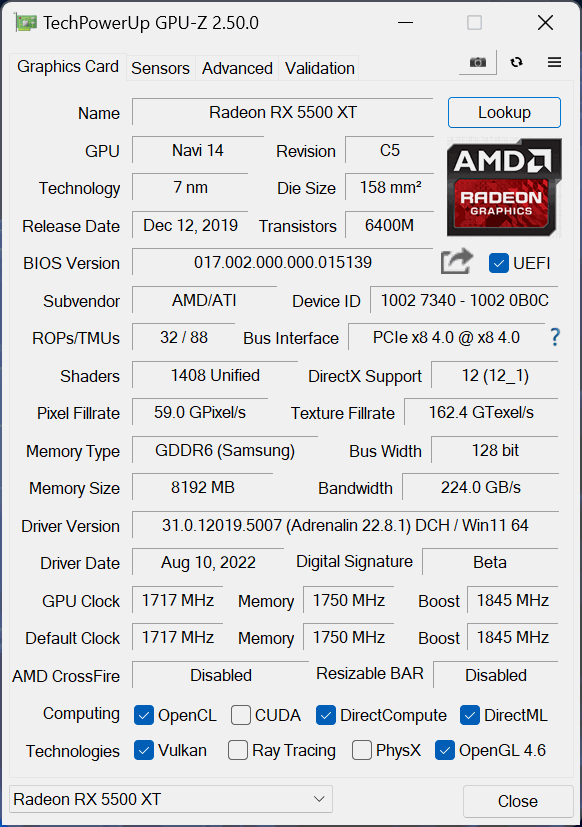 TechPowerUp GPU-Z 2.50.0
Graphics Card Sensors Advanced Validation
Name Radeon RX 5500 XT Lookup
GPU Navi 14 Revision C5
AMD
RADEON
GRAPHICS
Technology 7 nm Die Size 158 mm²
Release Date Dec 12, 2019 Transistors 6400M
BIOS Version 017.002.000.000.015139 UEFI
Subvendor AMD/ATI Device ID 1002 7340 - 1002 0B0C
ROPs/TMUs 32 / 88 Bus Interface PCIe x8 4.0 @ x8 4.0 ?
Shaders 1408 Unified DirectX Support 12 (12_1)
Pixel Fillrate 59.0 GPixel/s Texture Fillrate 162.4 GTexel/s
Memory Type GDDR6 (Samsung) Bus Width 128 bit
Memory Size 8192 MB Bandwidth 224.0 GB/s
Driver Version 31.0.12019.5007 (Adrenalin 22.8.1) DCH / Win11 64
Driver Date Aug 10, 2022 Digital Signature Beta
GPU Clock 1717 MHz Memory 1750 MHz Boost 1845 MHz
Default Clock 1717 MHz Memory 1750 MHz Boost 1845 MHz
AMD CrossFire Disabled Resizable BAR Disabled
Computing OpenCL CUDA DirectCompute DirectML
Technologies Vulkan Ray Tracing PhysX OpenGL 4.6
Radeon RX 5500 XT Close